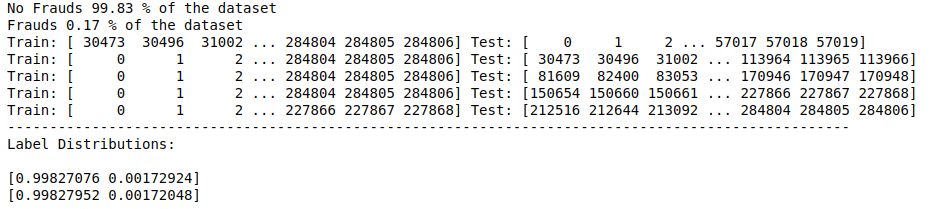 No Frauds 99.83 % of the dataset
Frauds 0.17 % of the dataset
Train: [ 30473  30496  31002 ... 284804 284805 284806] Test: [    0     1     2 ... 57017 57018 57019]
Train: [     0      1      2 ... 284804 284805 284806] Test: [ 30473  30496  31002 ... 113964 113965 113966]
Train: [     0      1      2 ... 284804 284805 284806] Test: [ 81609  82400  83053 ... 170946 170947 170948]
Train: [     0      1      2 ... 284804 284805 284806] Test: [150654 150660 150661 ... 227866 227867 227868]
Train: [     0      1      2 ... 227866 227867 227868] Test: [212516 212644 213092 ... 284804 284805 284806]
----------------------------------------------------------------------------------------------------
Label Distributions:

[0.99827076 0.00172924]
[0.99827952 0.00172048]